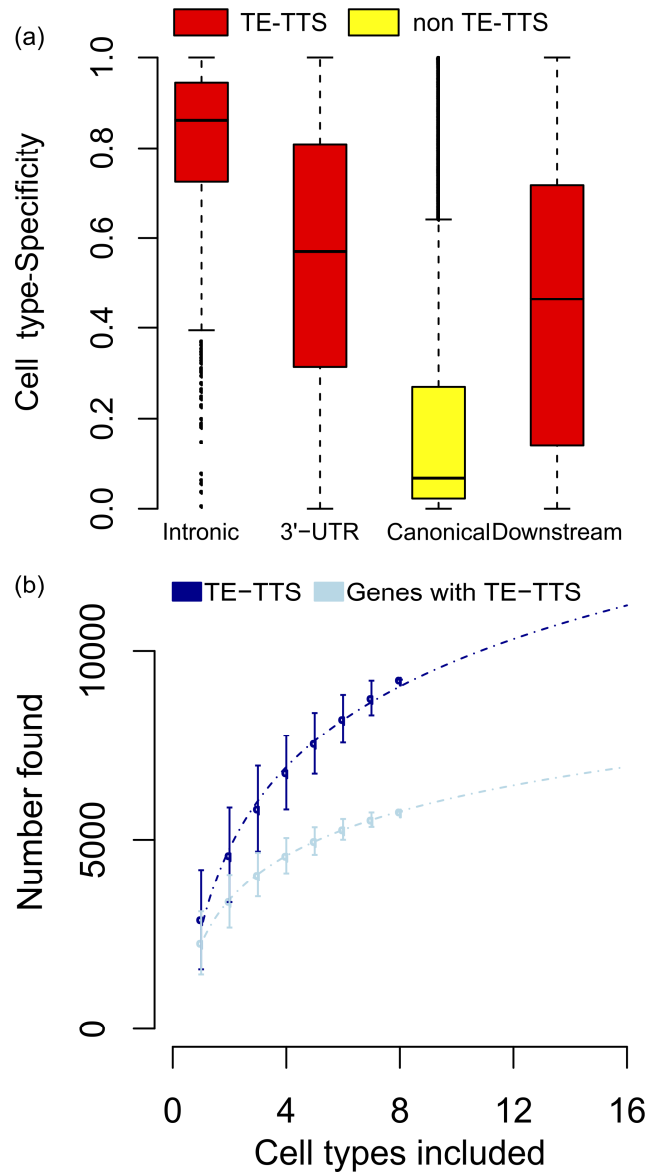 (a)
TE-TTS
non TE-TTS
Cell type-Specificity
1.0
0.8
0.6
0.4
0.2
0.0
Intronic
3'−UTR
Canonical
Downstream
(b)
TE−TTS
Genes with TE−TTS
Number found
10000
5000
0
0
4
8
12
16
Cell types included